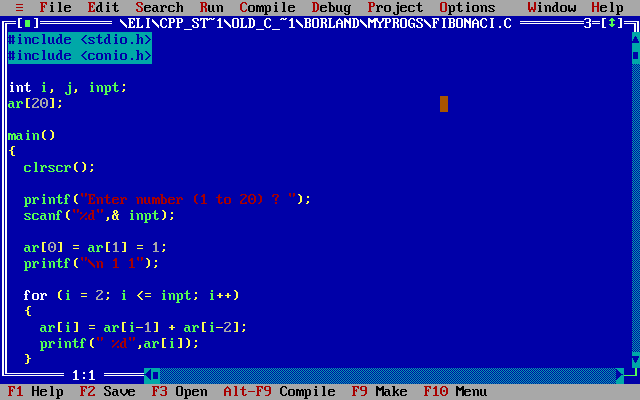 ≡ File Edit Search Run Compile Debug Project Options Window Help
[■] \ELI\CPP_ST~1\OLD_C_~1\BORLAND\MYPROGS\FIBONACI.C 3=[↕]
#include <stdio.h>
#include <conio.h>
int i, j, inpt;
ar[20];
main()
{
clrscr();
printf("Enter number (1 to 20) ? ");
scanf("%d",& inpt);
ar[0] = ar[1] = 1;
printf("\n 1 1");
for (i = 2; i <= inpt; i++)
{
ar[i] = ar[i-1] + ar[i-2];
printf(" %d",ar[i]);
}
1:1
F1 Help F2 Save F3 Open Alt-F9 Compile F9 Make F10 Menu